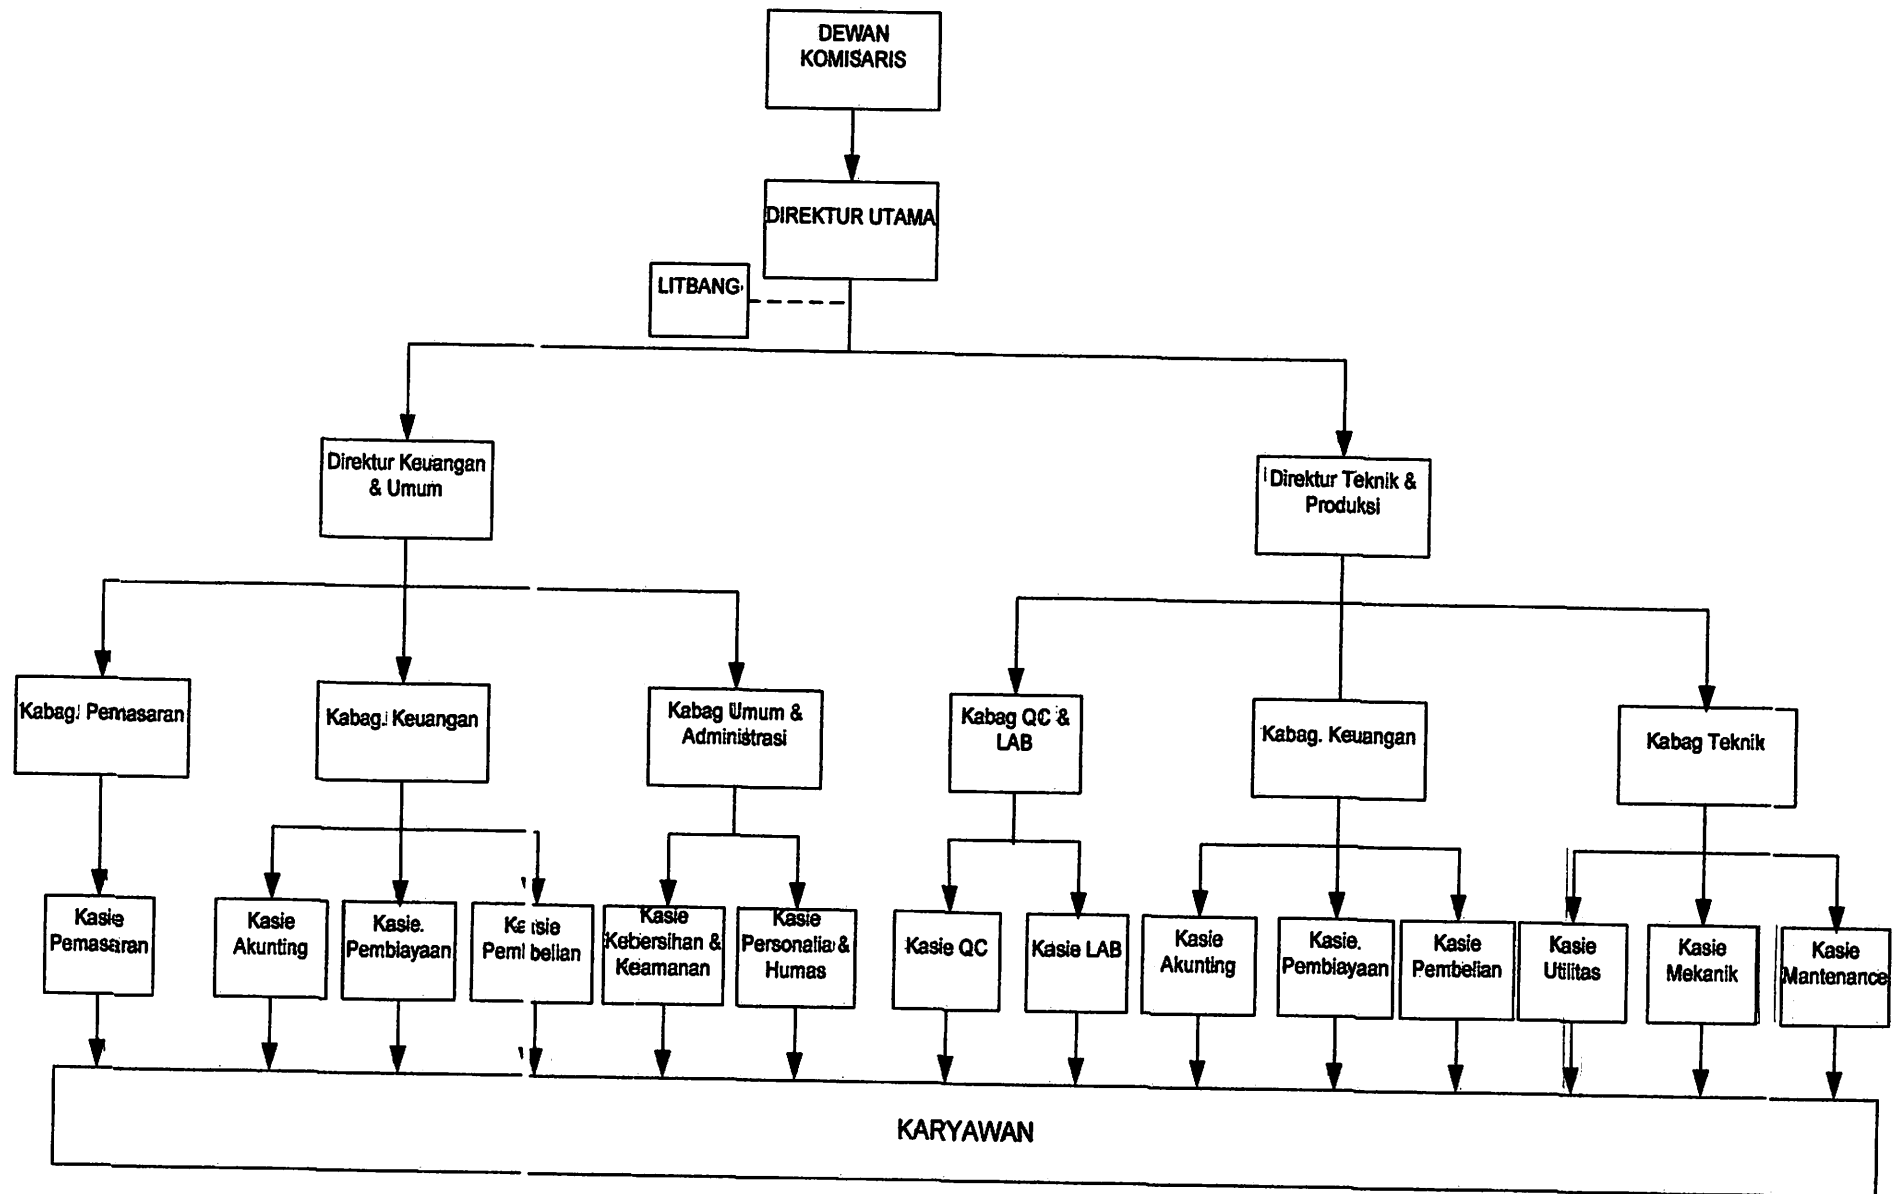 DEWAN
KOMISARIS
DIREKTUR UTAMA
LITBANG
Direktur Keuangan
& Umum
Direktur Teknik &
Produksi
Kabag. Pemasaran
Kabag. Keuangan
Kabag Umum &
Administrasi
Kabag QC &
LAB
Kabag. Keuangan
Kabag Teknik
Kasie
Pemasaran
Kasie
Akunting
Kasie.
Pembiayaan
Kasie
Pembelian
Kasie
Kebersihan &
Keamanan
Kasie
Personalia &
Humas
Kasie QC
Kasie LAB
Kasie
Akunting
Kasie.
Pembiayaan
Kasie
Pembelian
Kasie
Utilitas
Kasie
Mekanik
Kasie
Mantenance
KARYAWAN